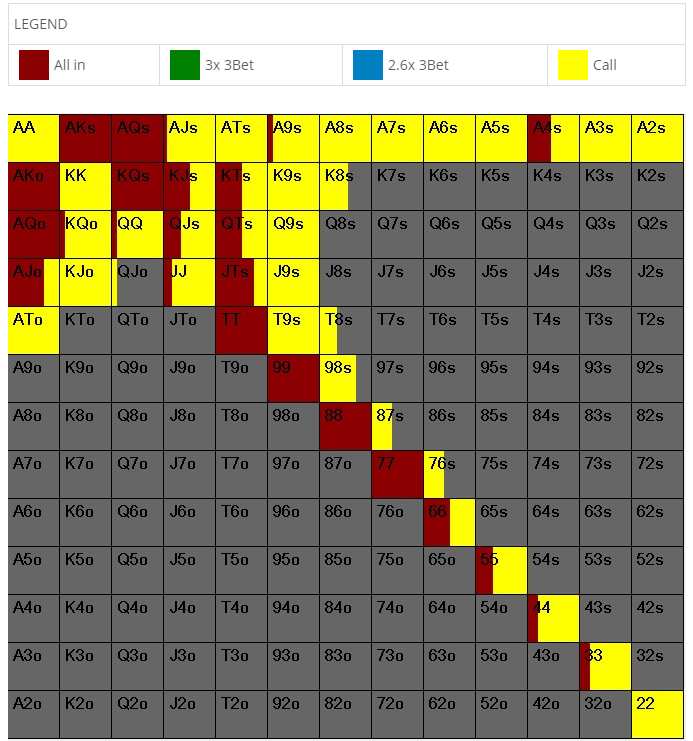 LEGEND
All in 3x 3Bet 2.6x 3Bet Call
AA AKs AQs AJs ATs A9s A8s A7s A6s A5s A4s A3s A2s
AKo KK KQs KJs KTs K9s K8s K7s K6s K5s K4s K3s K2s
AQo KQo QQ QJs QTs Q9s Q8s Q7s Q6s Q5s Q4s Q3s Q2s
AJo KJo QJo JJ JTs J9s J8s J7s J6s J5s J4s J3s J2s
ATo KTo QTo JTo TT T9s T8s T7s T6s T5s T4s T3s T2s
A9o K9o Q9o J9o T9o 99 98s 97s 96s 95s 94s 93s 92s
A8o K8o Q8o J8o T8o 98o 88 87s 86s 85s 84s 83s 82s
A7o K7o Q7o J7o T7o 97o 87o 77 76s 75s 74s 73s 72s
A6o K6o Q6o J6o T6o 96o 86o 76o 66 65s 64s 63s 62s
A5o K5o Q5o J5o T5o 95o 85o 75o 65o 55 54s 53s 52s
A4o K4o Q4o J4o T4o 94o 84o 74o 64o 54o 44 43s 42s
A3o K3o Q3o J3o T3o 93o 83o 73o 63o 53o 43o 33 32s
A2o K2o Q2o J2o T2o 92o 82o 72o 62o 52o 42o 32o 22